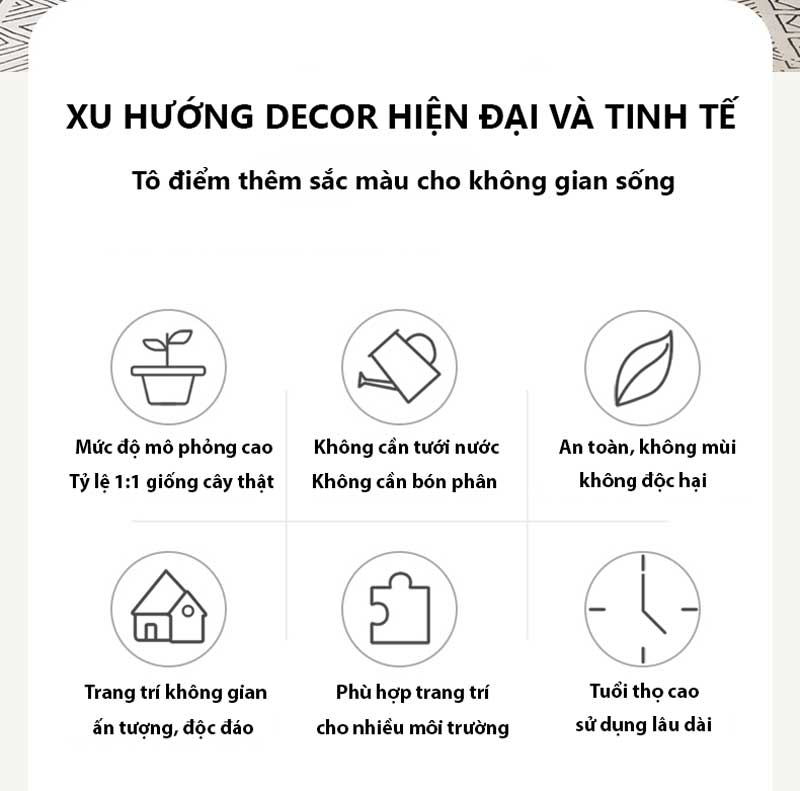 XU HƯỚNG DECOR HIỆN ĐẠI VÀ TINH TẾ
Tô điểm thêm sắc màu cho không gian sống
Mức độ mô phỏng cao
Tỷ lệ 1:1 giống cây thật
Không cần tưới nước
Không cần bón phân
An toàn, không mùi
không độc hại
Trang trí không gian
ấn tượng, độc đáo
Phù hợp trang trí
cho nhiều môi trường
Tuổi thọ cao
sử dụng lâu dài